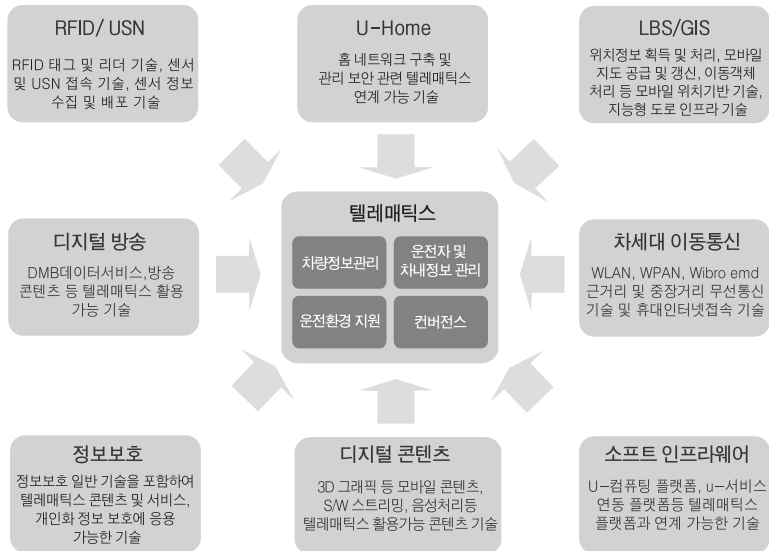 RFID/ USN
RFID 태그 및 리더 기술, 센서
및 USN 접속 기술, 센서 정보
수집 및 배포 기술
U-Home
홈 네트워크 구축 및
관리 보안 관련 텔레매틱스
연계 가능 기술
LBS/GIS
위치정보 획득 및 처리, 모바일
지도 공급 및 갱신, 이동객체
처리 등 모바일 위치기반 기술,
지능형 도로 인프라 기술
디지털 방송
DMB데이터서비스,방송
콘텐츠 등 텔레매틱스 활용
가능 기술
텔레매틱스
차량정보관리
운전자 및
차내정보 관리
운전환경 지원
컨버전스
차세대 이동통신
WLAN, WPAN, Wibro emd
근거리 및 중장거리 무선통신
기술 및 휴대인터넷접속 기술
정보보호
정보보호 일반 기술을 포함하여
텔레매틱스 콘텐츠 및 서비스,
개인화 정보 보호에 응용
가능한 기술
디지털 콘텐츠
3D 그래픽 등 모바일 콘텐츠,
S/W 스트리밍, 음성처리등
텔레매틱스 활용가능 콘텐츠 기술
소프트 인프라웨어
U-컴퓨팅 플랫폼, u-서비스
연동 플랫폼등 텔레매틱스
플랫폼과 연계 가능한 기술